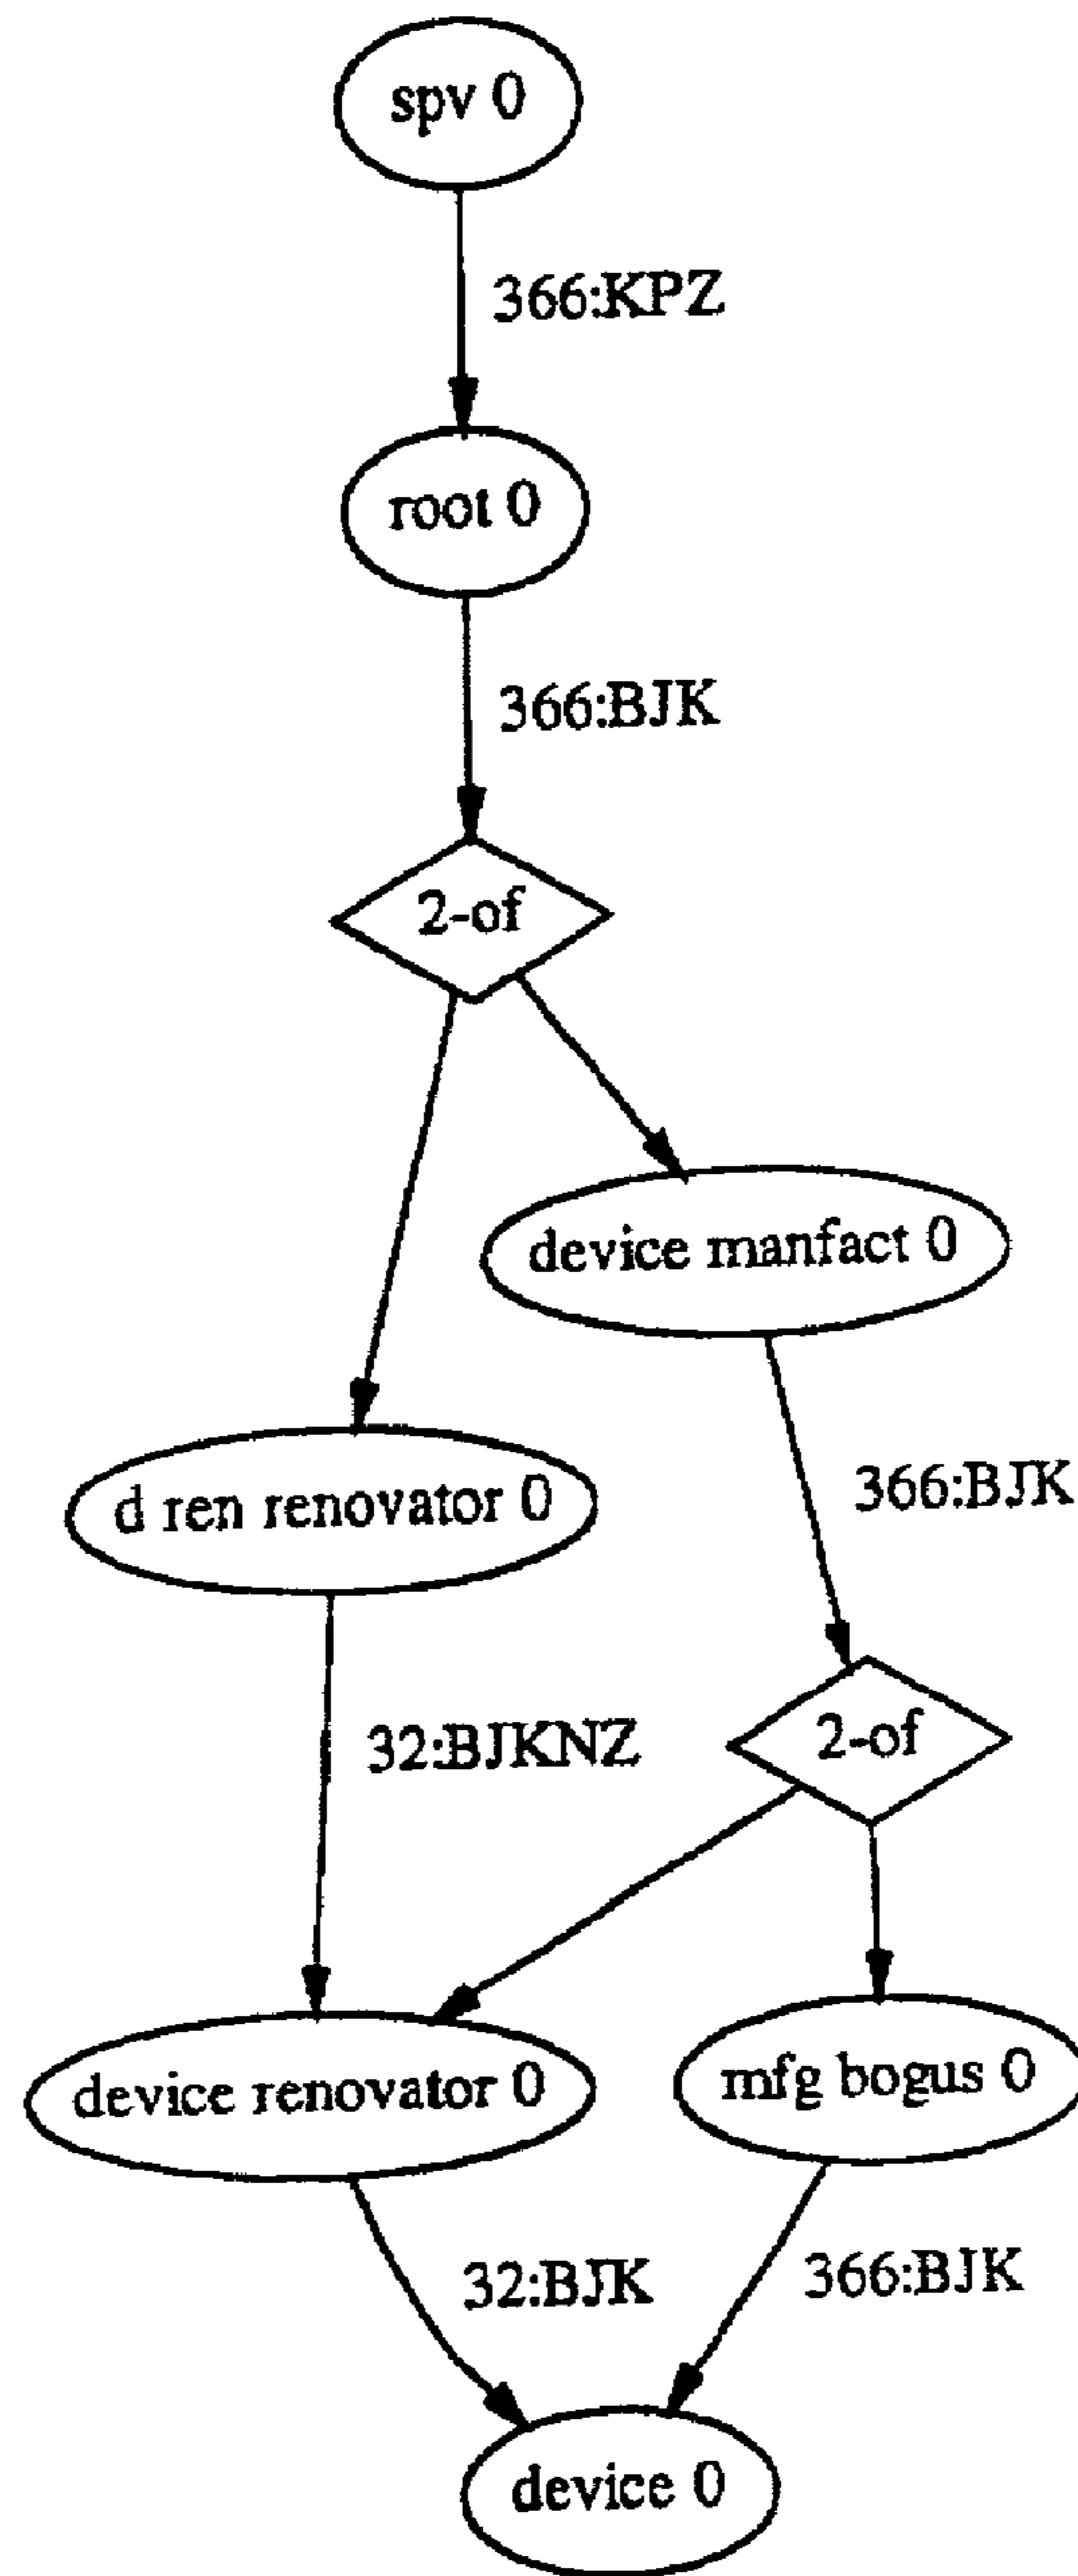 spv 0
366:KPZ
root 0
366:BJK
2-of
device manfact 0
366:BJK
d ren renovator 0
2-of
32:BJKNZ
device renovator 0
mfg bogus 0
32:BJK
366:BJK
device 0